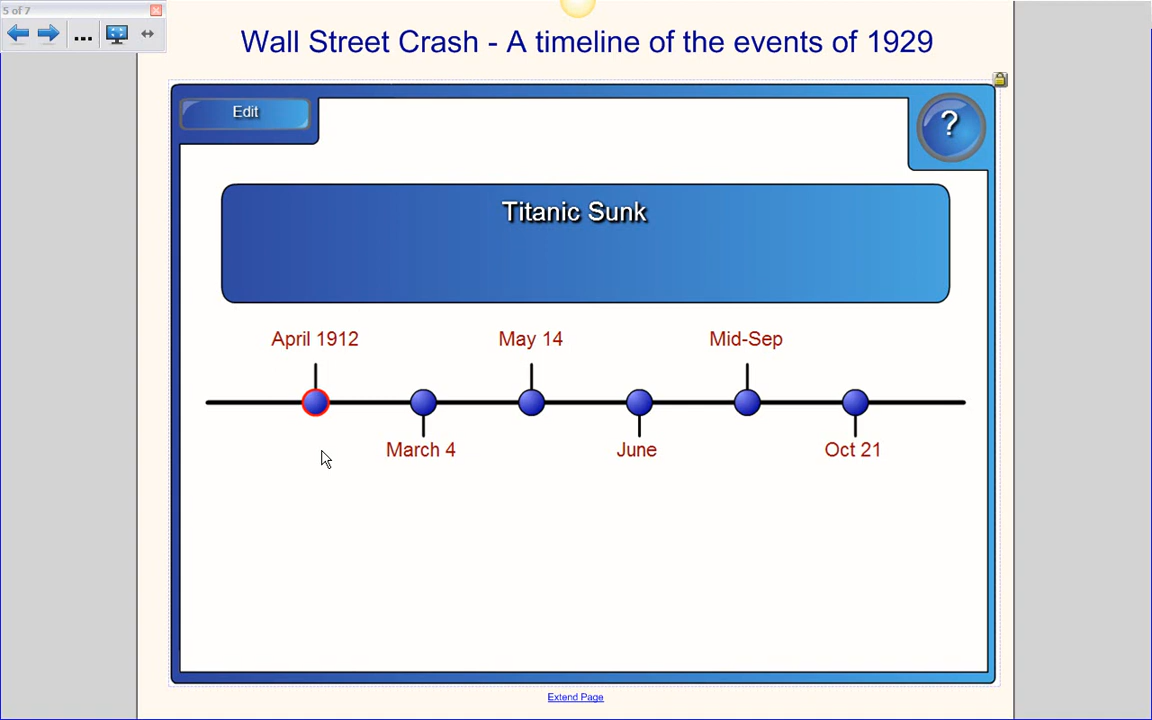 5 of 7
...
Wall Street Crash - A timeline of the events of 1929
Edit
?
Titanic Sunk
April 1912
May 14
Mid-Sep
March 4
June
Oct 21
Extend Page